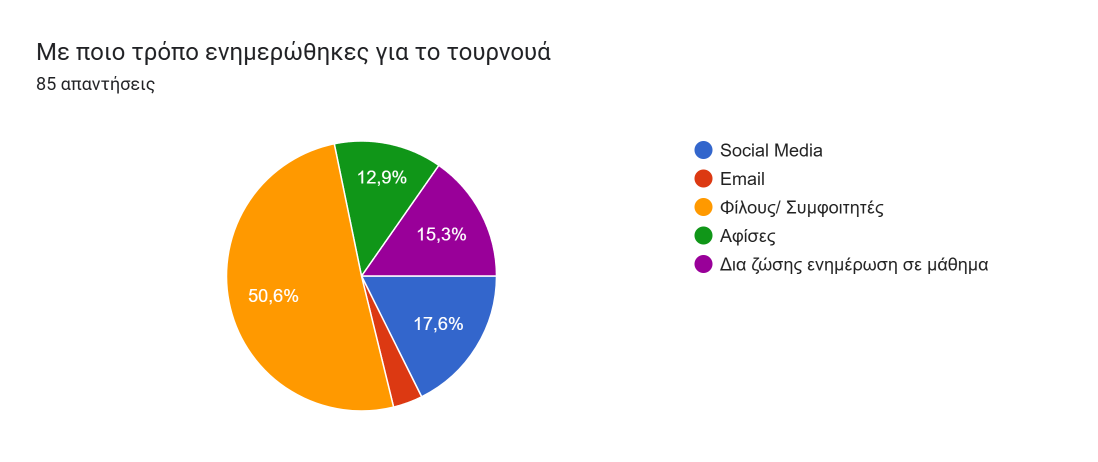 Με ποιο τρόπο ενημερώθηκες για το τουρνουά
85 απαντήσεις
12,9%
15,3%
50,6%
17,6%
Social Media
Email
Φίλους/ Συμφοιτητές
Αφίσες
Δια ζώσης ενημέρωση σε μάθημα